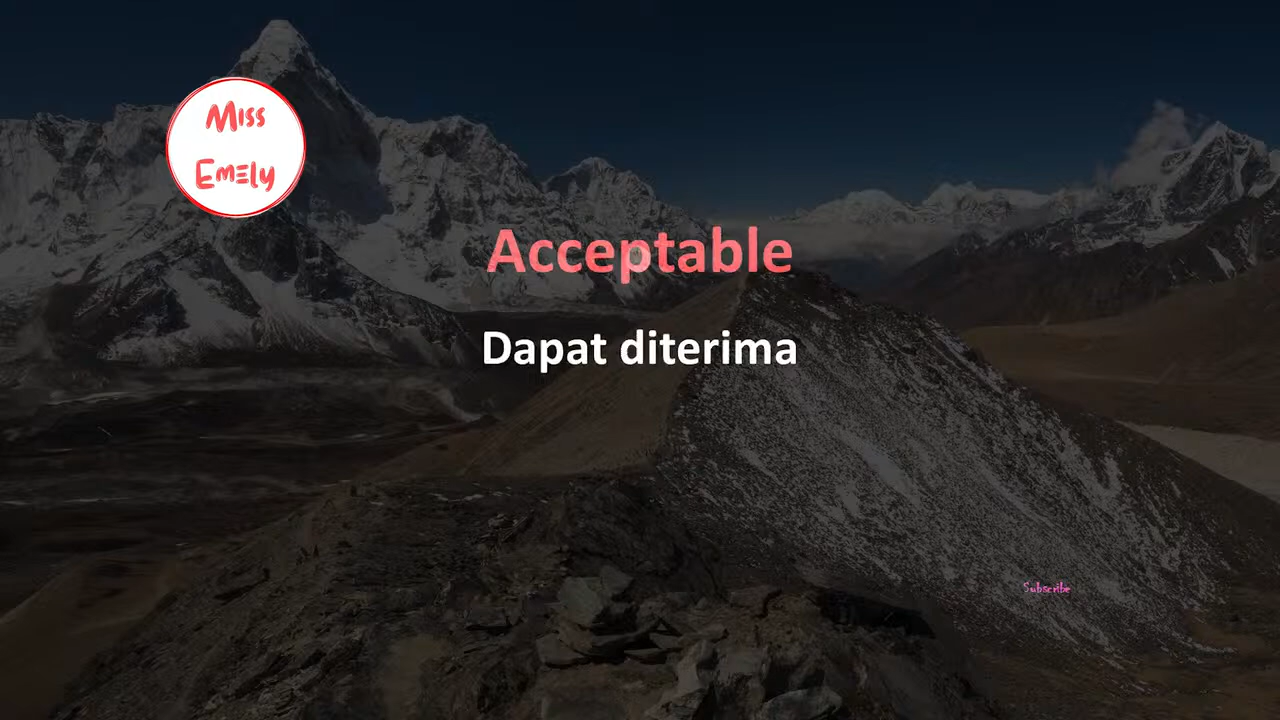 Miss
Emely
Acceptable
Dapat diterima
Subscribe